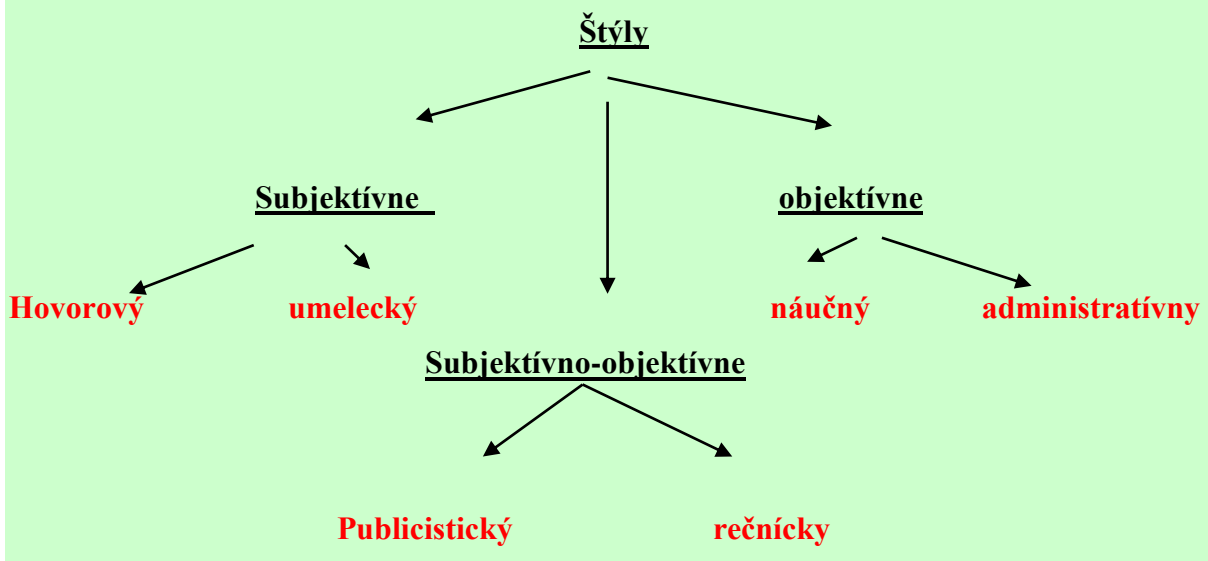 Štýly
Subjektívne objektívne
Hovorový umelecký náučný administratívny
Subjektívno-objektívne
Publicistický rečnícky